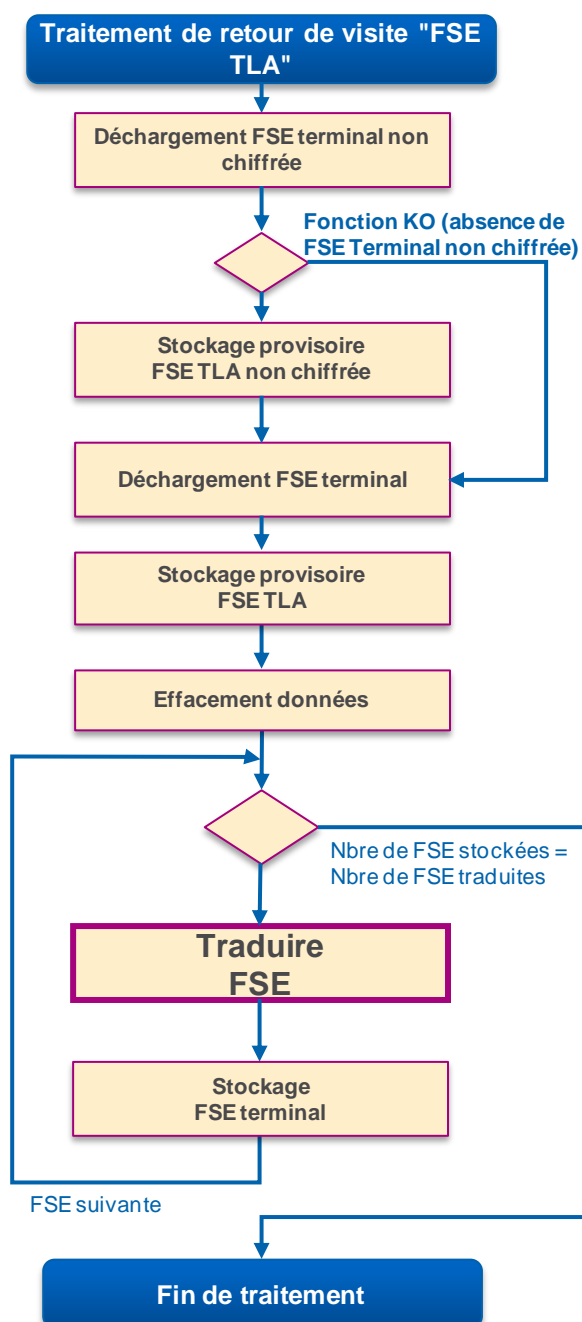 Traitement de retour de visite "FSE
TLA"
Déchargement FSE terminal non
chiffrée
Fonction KO (absence de
FSE Terminal non chiffrée)
Stockage provisoire
FSE TLA non chiffrée
Déchargement FSE terminal
Stockage provisoire
FSE TLA
Effacement données
Nbre de FSE stockées =
Nbre de FSE traduites
Traduire
FSE
Stockage
FSE terminal
FSE suivante
Fin de traitement